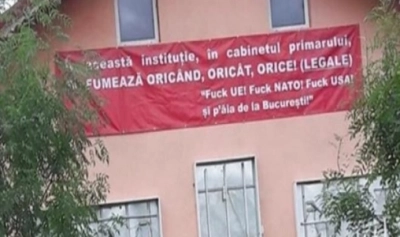 această instituție, în cabinetul primarului,
FUMEAZĂ ORICÂND, ORICÂT, ORICE! (LEGALE)
"Fuck UE! Fuck NATO! Fuck USA!
și p'ăia de la București!"